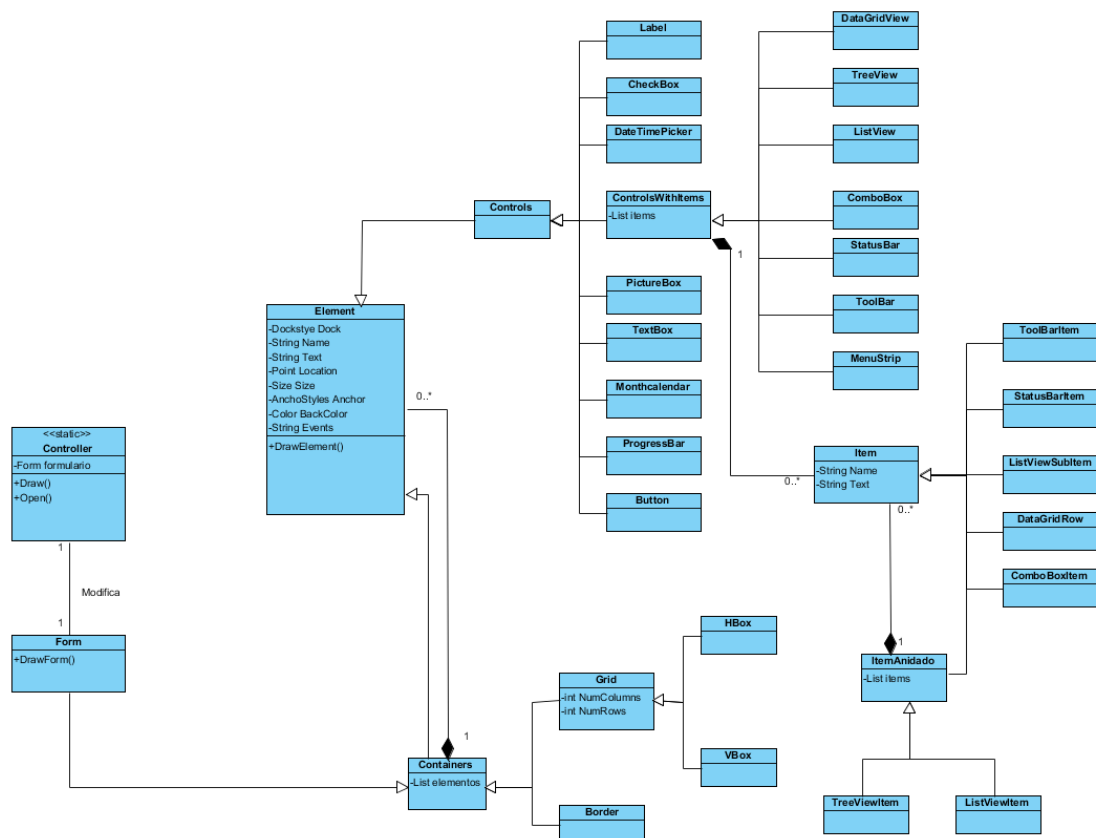 Label
CheckBox
DateTimePicker
Controls
ControlsWithItems
-List items
1
PictureBox
TextBox
Monthcalendar
ProgressBar
Button
DataGridView
TreeView
ListView
ComboBox
StatusBar
ToolBar
MenuStrip
Element
-Dockstye Dock
-String Name
-String Text
-Point Location
-Size Size
-AnchoStyles Anchor
-Color BackColor
-String Events
+DrawElement()
0..*
<<static>>
Controller
-Form formulario
+Draw()
+Open()
1
Modifica
1
Form
+DrawForm()
Item
-String Name
-String Text
0..*
0..*
ToolBarItem
StatusBarItem
ListViewSubItem
DataGridRow
ComboBoxItem
1
ItemAnidado
-List items
TreeViewItem
ListViewItem
HBox
Grid
-int NumColumns
-int NumRows
VBox
1
Containers
-List elementos
Border